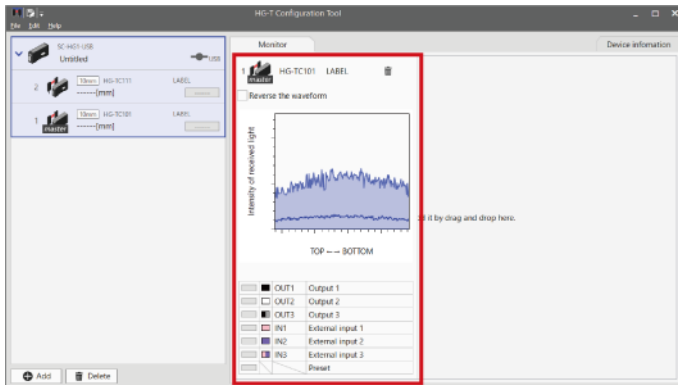 HG-T Configuration Tool
File Edit Help
SC-HG1-USB
Untitled
USB
2 10mm HG-TC111 LABEL
------[mm]
1 10mm HG-TC101 LABEL
master ------[mm]
Add Delete
Monitor
Device infomation
1 HG-TC101 LABEL
master
Reverse the waveform
Intensity of received light
TOP ←→ BOTTOM
OUT1 Output 1
OUT2 Output 2
OUT3 Output 3
IN1 External input 1
IN2 External input 2
IN3 External input 3
Preset
it by drag and drop here.